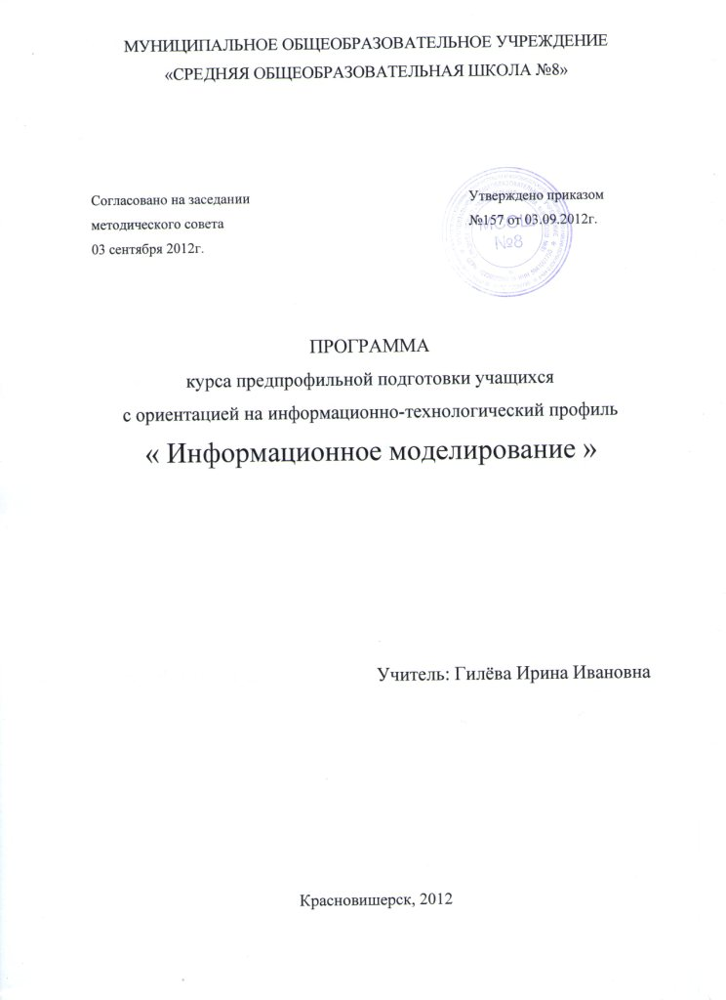 МУНИЦИПАЛЬНОЕ ОБЩЕОБРАЗОВАТЕЛЬНОЕ УЧРЕЖДЕНИЕ
«СРЕДНЯЯ ОБЩЕОБРАЗОВАТЕЛЬНАЯ ШКОЛА №8»
Согласовано на заседании
методического совета
03 сентября 2012г.
Утверждено приказом
№157 от 03.09.2012г.
МСОШ
№8
ПРОГРАММА
курса предпрофильной подготовки учащихся
с ориентацией на информационно-технологический профиль
« Информационное моделирование »
Учитель: Гилёва Ирина Ивановна
Красновишерск, 2012